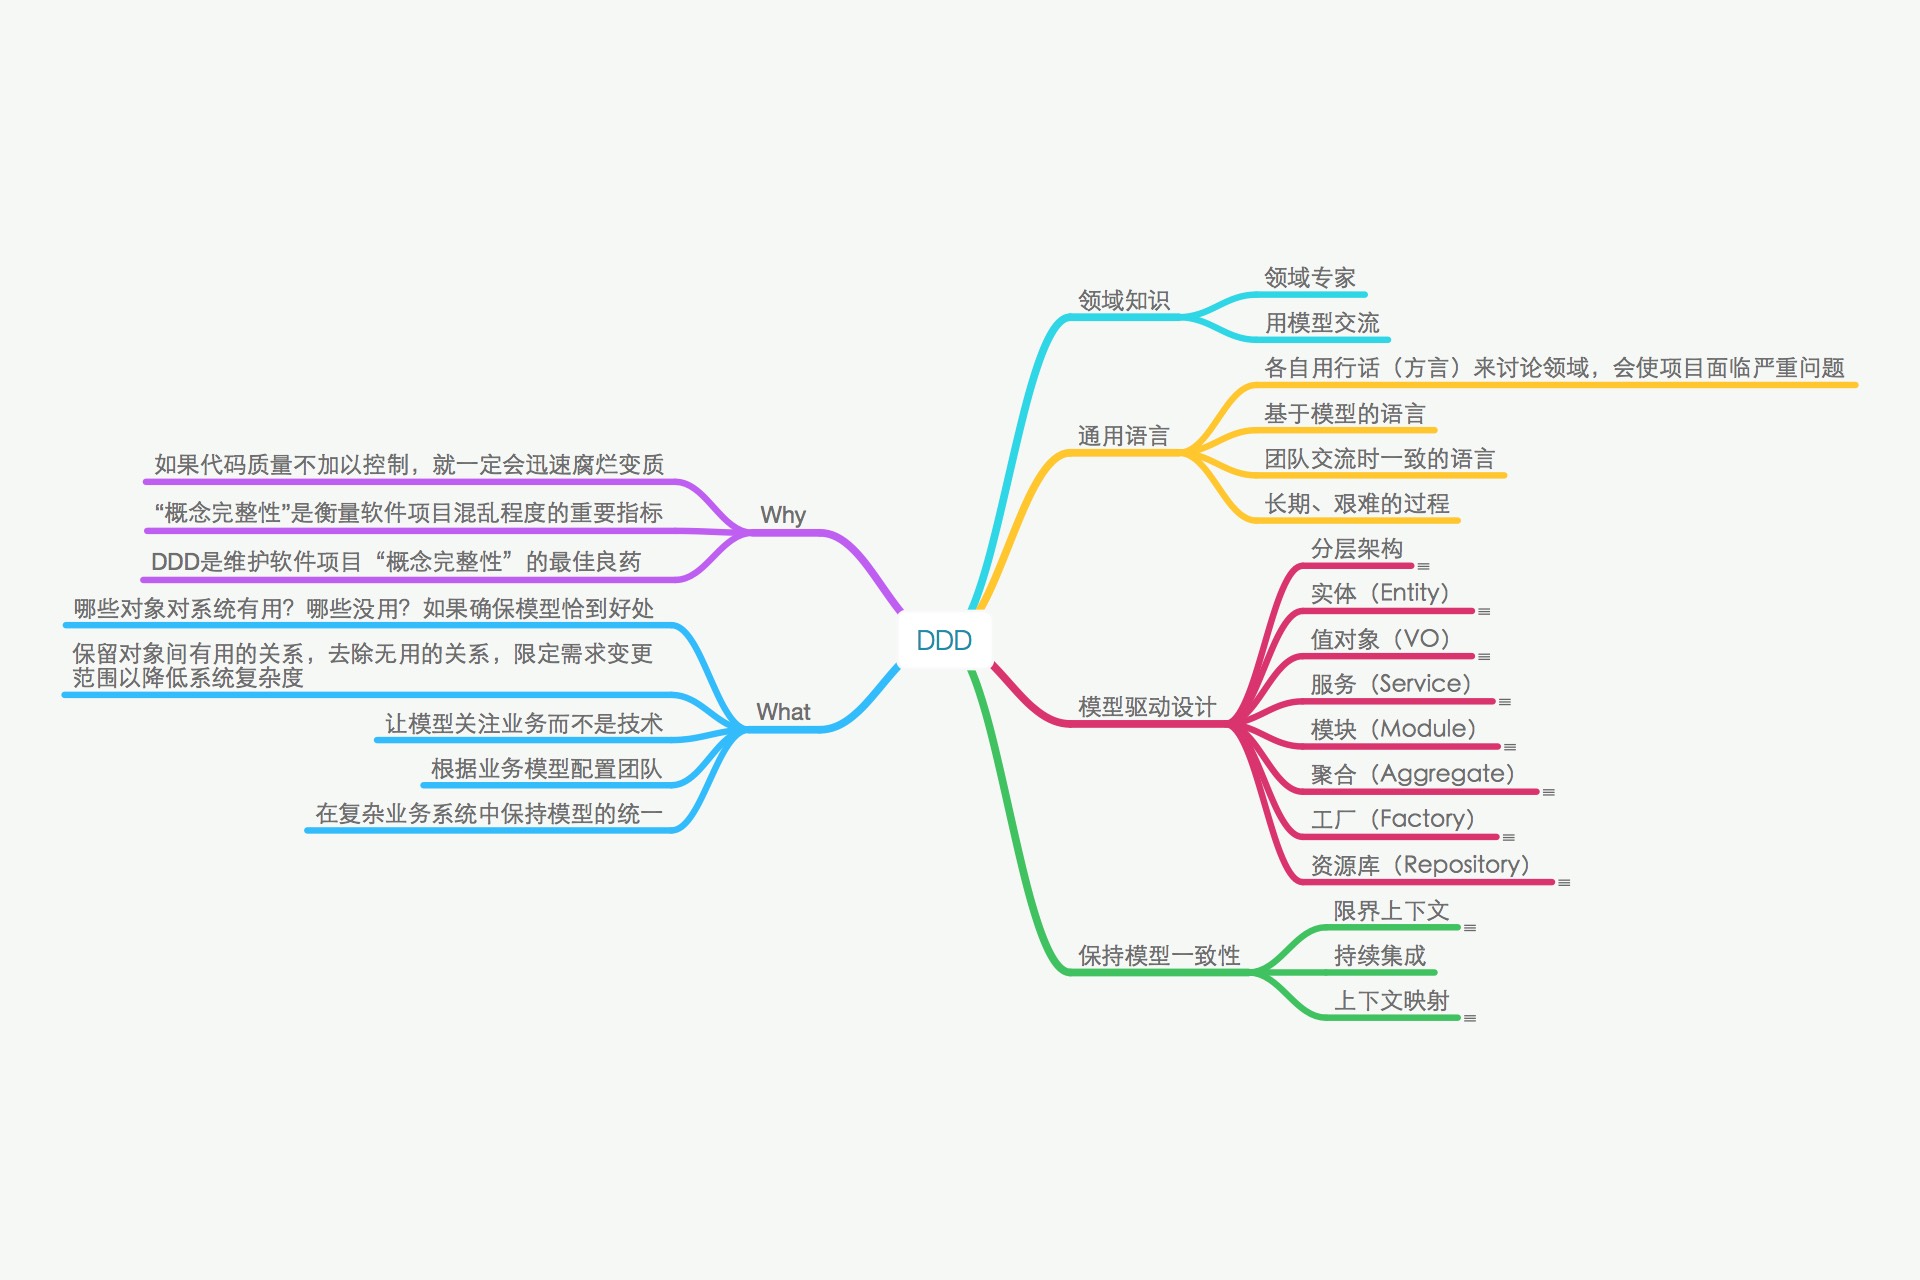 DDD
Why
如果代码质量不加以控制，就一定会迅速腐烂变质
“概念完整性”是衡量软件项目混乱程度的重要指标
DDD是维护软件项目“概念完整性”的最佳良药
What
哪些对象对系统有用？哪些没用？如果确保模型恰到好处
保留对象间有用的关系，去除无用的关系，限定需求变更
范围以降低系统复杂度
让模型关注业务而不是技术
根据业务模型配置团队
在复杂业务系统中保持模型的统一
领域知识
领域专家
用模型交流
通用语言
各自用行话（方言）来讨论领域，会使项目面临严重问题
基于模型的语言
团队交流时一致的语言
长期、艰难的过程
模型驱动设计
分层架构
实体（Entity）
值对象（VO）
服务（Service）
模块（Module）
聚合（Aggregate）
工厂（Factory）
资源库（Repository）
保持模型一致性
限界上下文
持续集成
上下文映射